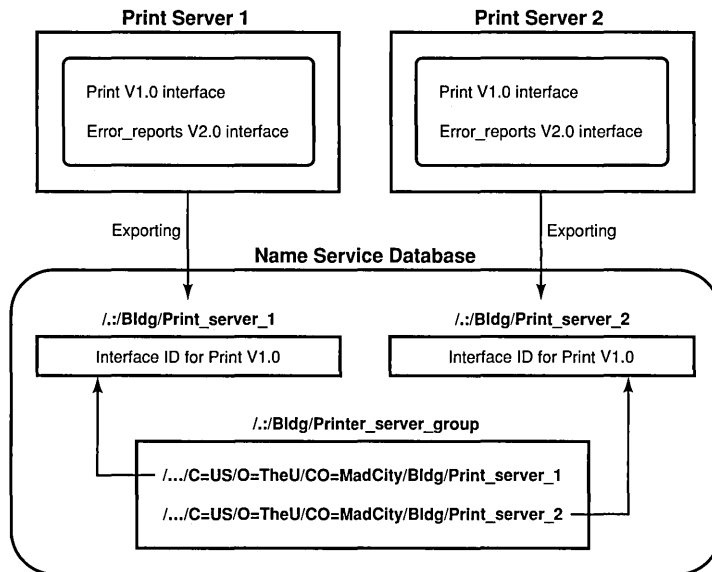 Print Server 1
Print Server 2
Print V1.0 interface
Error_reports V2.0 interface
Print V1.0 interface
Error_reports V2.0 interface
Exporting
Exporting
Name Service Database
/.:/Bldg/Print_server_1
/.:/Bldg/Print_server_2
Interface ID for Print V1.0
Interface ID for Print V1.0
/.:/Bldg/Printer_server_group
/.../C=US/O=TheU/CO=MadCity/Bldg/Print_server_1
/.../C=US/O=TheU/CO=MadCity/Bldg/Print_server_2